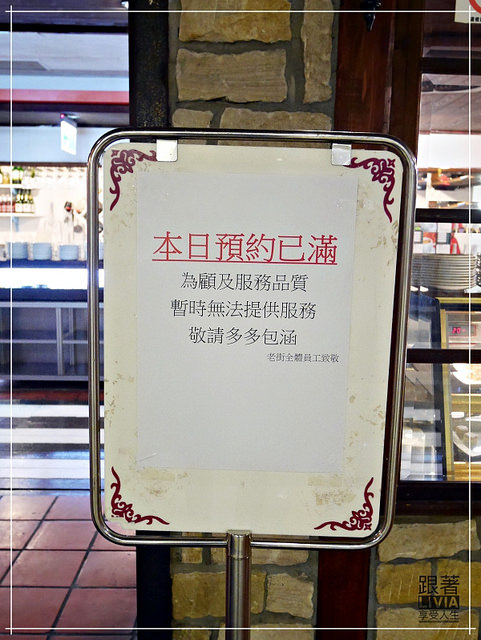 本日預約已滿
為顧及服務品質
暫時無法提供服務
敬請多多包涵
老街全體員工致敬
跟著
LIVIA
享受人生